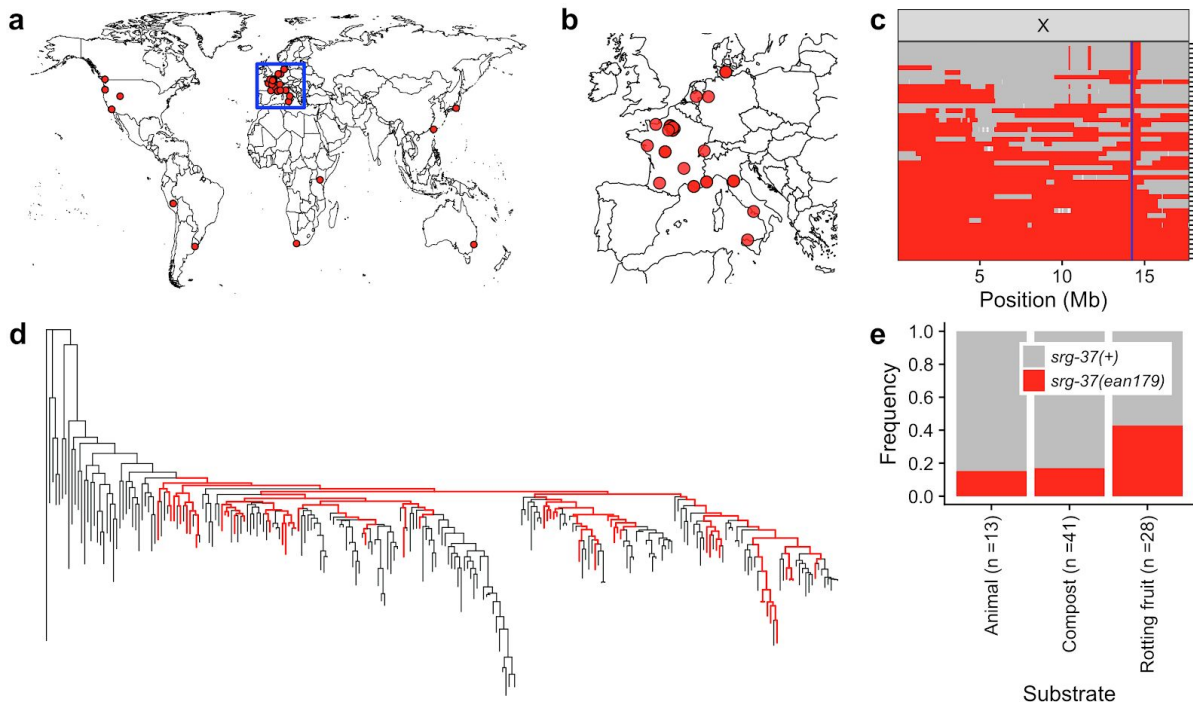 a
b
c
X
5
10
15
Position (Mb)
d
e
1.0
0.8
0.6
0.4
0.2
0.0
Frequency
srg-37(+)
srg-37(ean179)
Animal (n =13)
Compost (n =41)
Rotting fruit (n =28)
Substrate